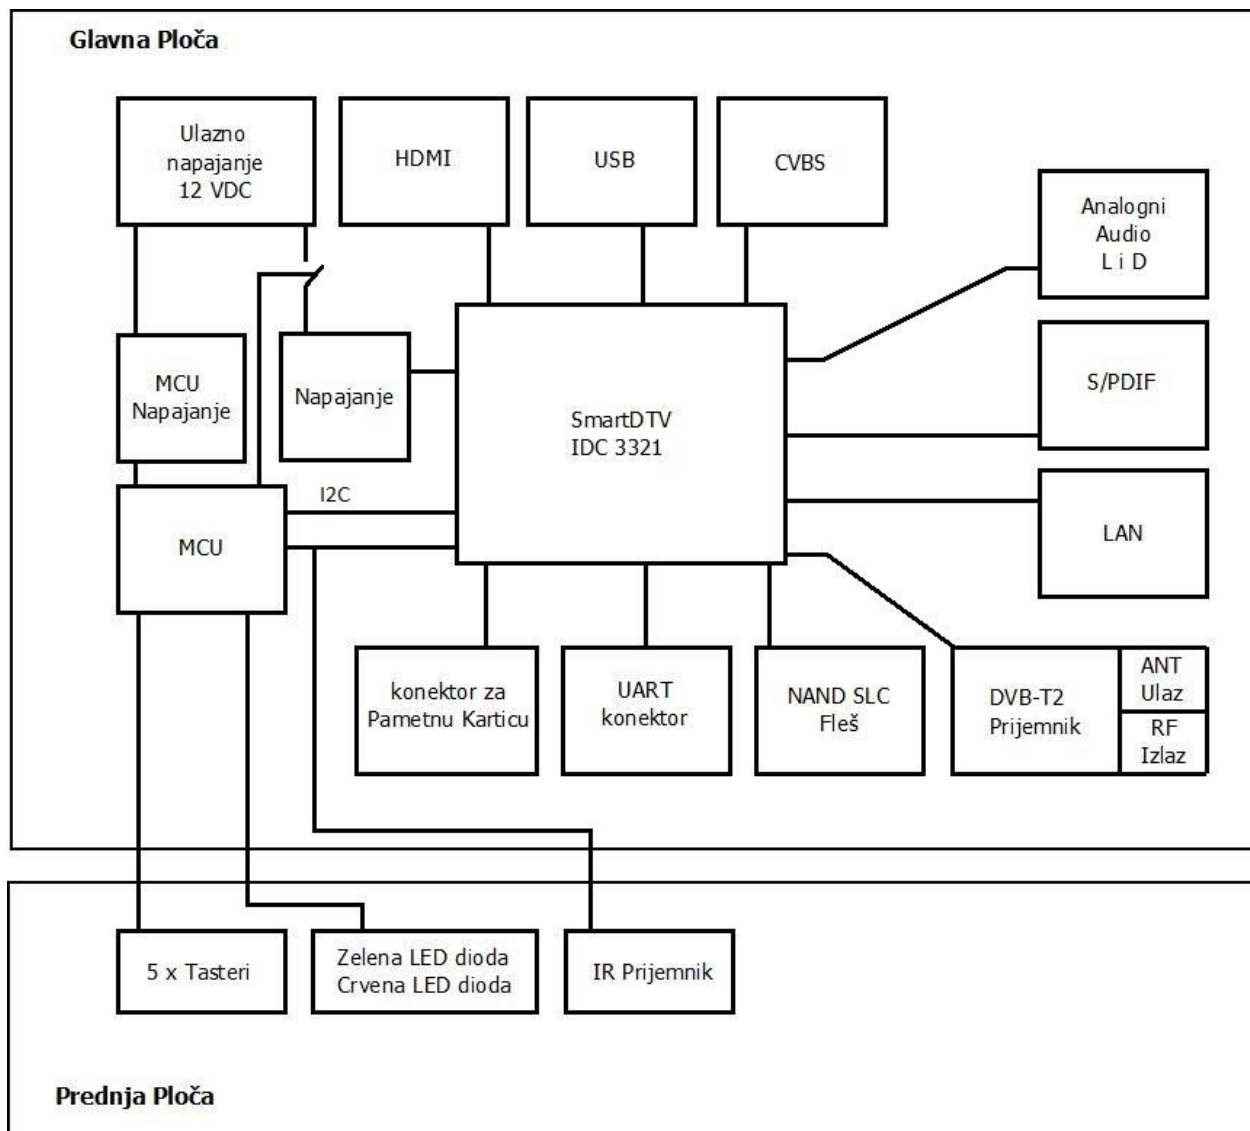 Glavna Ploča
Ulazno
napajanje
12 VDC
HDMI
USB
CVBS
Analogni
Audio
L i D
S/PDIF
LAN
MCU
Napajanje
Napajanje
SmartDTV
IDC 3321
I2C
MCU
konektor za
Pametnu Karticu
UART
konektor
NAND SLC
Fleš
DVB-T2
Prijemnik
ANT
Ulaz
RF
Izlaz
5 x Tasteri
Zelena LED dioda
Crvena LED dioda
IR Prijemnik
Prednja Ploča